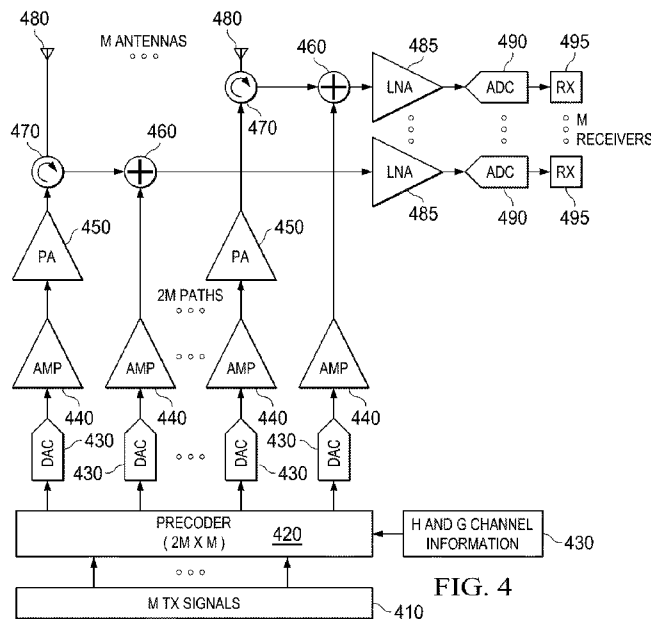 480
M ANTENNAS
480
460
485
490
495
LNA
ADC
RX
470
460
470
M
RECEIVERS
LNA
ADC
RX
485
490
495
450
450
PA
PA
2M PATHS
AMP
AMP
AMP
AMP
440
440
440
440
DAC
430
430
DAC
DAC
430
430
DAC
PRECODER
(2M X M)
420
H AND G CHANNEL
INFORMATION
430
M TX SIGNALS
410
FIG. 4